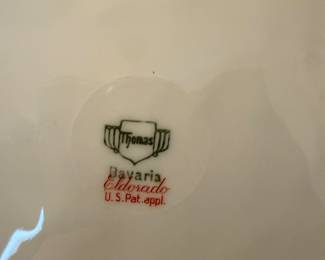 Thomas
Bavaria
Eldorado
U.S. Pat. appl.